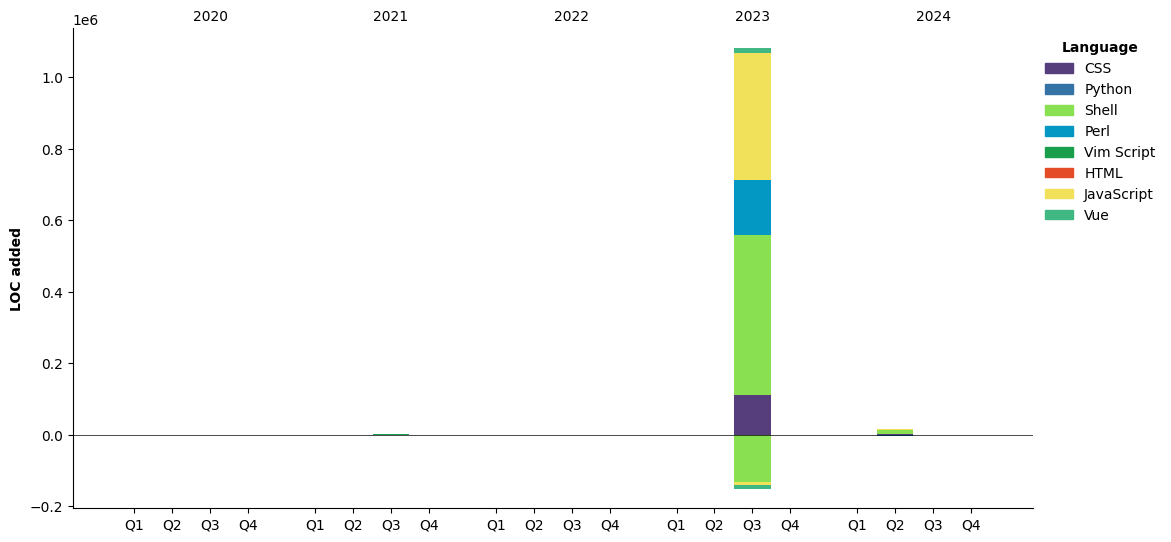 1e6
2020 2021 2022 2023 2024
Language
CSS
Python
Shell
Perl
Vim Script
HTML
JavaScript
Vue
LOC added
1.0
0.8
0.6
0.4
0.2
0.0
−0.2
Q1 Q2 Q3 Q4 Q1 Q2 Q3 Q4 Q1 Q2 Q3 Q4 Q1 Q2 Q3 Q4 Q1 Q2 Q3 Q4